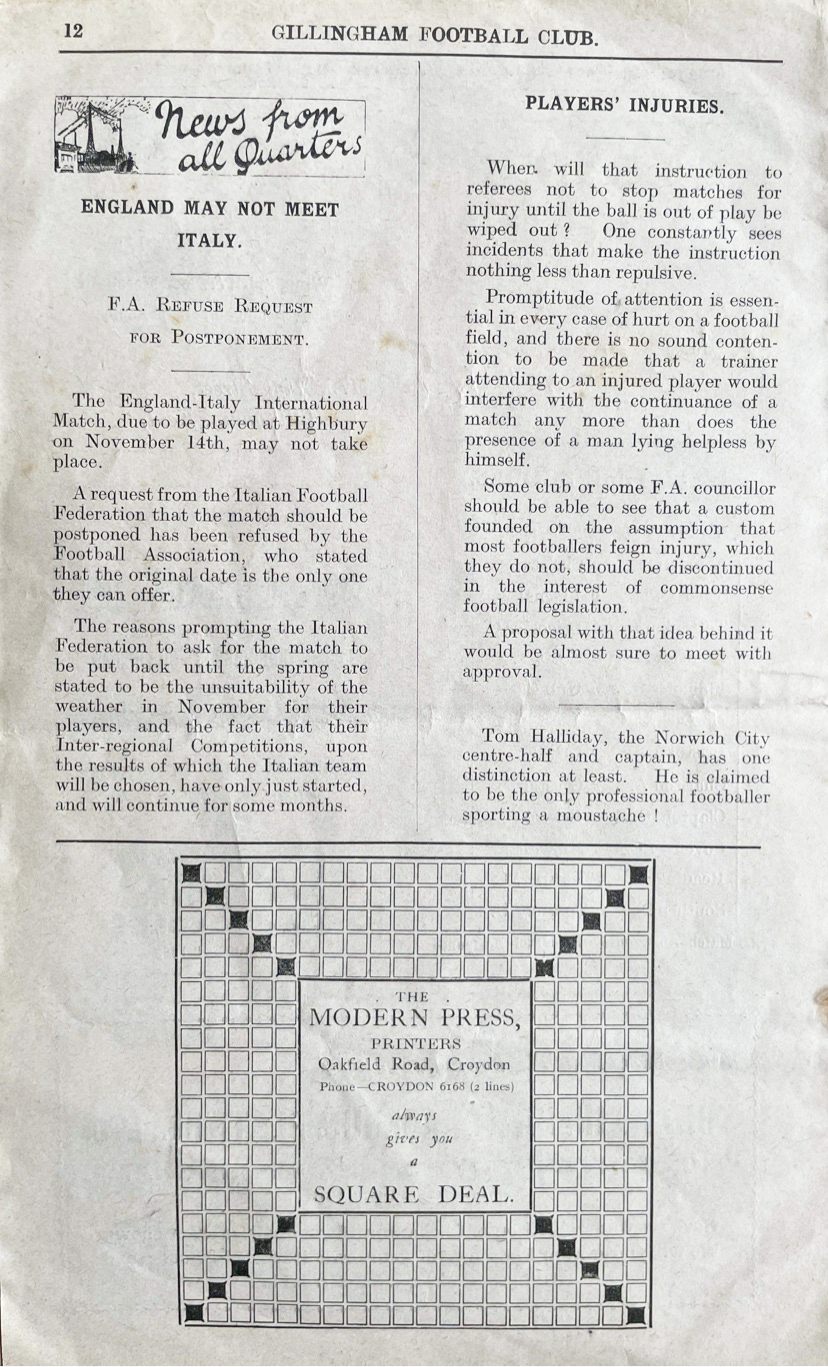 12
GILLINGHAM FOOTBALL CLUB.
News from
all Quarters
ENGLAND MAY NOT MEET
ITALY.
F.A. REFUSE REQUEST
FOR POSTPONEMENT.
The England-Italy International
Match, due to be played at Highbury
on November 14th, may not take
place.
A request from the Italian Football
Federation that the match should be
postponed has been refused by the
Football Association, who stated
that the original date is the only one
they can offer.
The reasons prompting the Italian
Federation to ask for the match to
be put back until the spring are
stated to be the unsuitability of the
weather in November for their
players, and the fact that their
Inter-regional Competitions, upon
the results of which the Italian team
will be chosen, have only just started,
and will continue for some months.
PLAYERS' INJURIES.
When will that instruction to
referees not to stop matches for
injury until the ball is out of play be
wiped out ? One constantly sees
incidents that make the instruction
nothing less than repulsive.
Promptitude of attention is essen-
tial in every case of hurt on a football
field, and there is no sound conten-
tion to be made that a trainer
attending to an injured player would
interfere with the continuance of a
match any more than does the
presence of a man lying helpless by
himself.
Some club or some F.A. councillor
should be able to see that a custom
founded on the assumption that
most footballers feign injury, which
they do not, should be discontinued
in the interest of commonsense
football legislation.
A proposal with that idea behind it
would be almost sure to meet with
approval.
Tom Halliday, the Norwich City
centre-half and captain, has one
distinction at least. He is claimed
to be the only professional footballer
sporting a moustache !
. THE .
MODERN PRESS,
PRINTERS
Oakfield Road, Croydon
Phone—CROYDON 6168 (2 lines)
always
gives you
a
SQUARE DEAL.